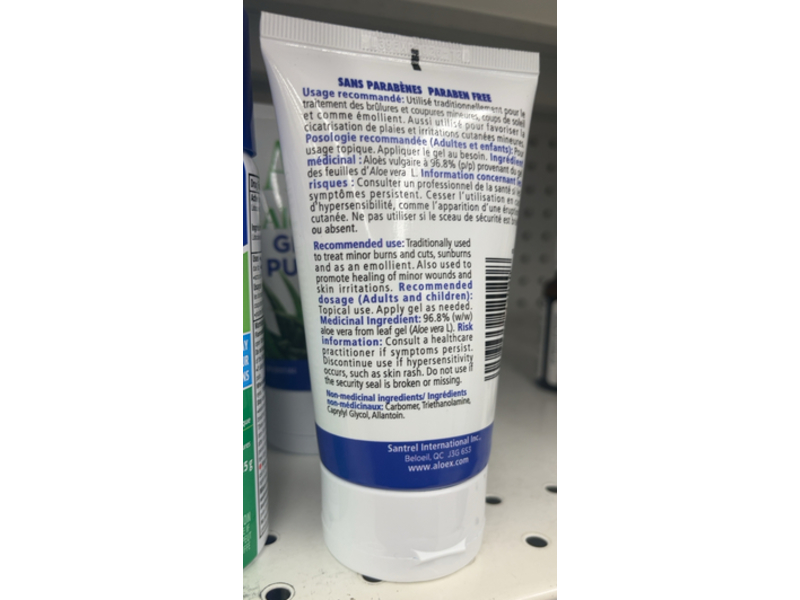 SANS PARABÈNES PARABEN FREE
Usage recommandé: Utilisé traditionnellement pour le
traitement des brûlures et coupures mineures, coups de soleil
et comme émollient. Aussi utilisé pour favoriser la
cicatrisation de plaies et irritations cutanées mineures.
Posologie recommandée (Adultes et enfants): Pour
usage topique. Appliquer le gel au besoin. Ingrédient
médicinal : Aloès vulgaire à 96.8% (p/p) provenant du gel
des feuilles d'Aloe vera L. Information concernant les
risques : Consulter un professionnel de la santé si les
symptômes persistent. Cesser l'utilisation en cas
d'hypersensibilité, comme l'apparition d'une éruption
cutanée. Ne pas utiliser si le sceau de sécurité est brisé
ou absent.
Recommended use: Traditionally used
to treat minor burns and cuts, sunburns
and as an emollient. Also used to
promote healing of minor wounds and
skin irritations. Recommended
dosage (Adults and children):
Topical use. Apply gel as needed.
Medicinal Ingredient: 96.8% (w/w)
aloe vera from leaf gel (Aloe vera L). Risk
information: Consult a healthcare
practitioner if symptoms persist.
Discontinue use if hypersensitivity
occurs, such as skin rash. Do not use if
the security seal is broken or missing.
Non-medicinal ingredients/ Ingrédients
non-médicinaux: Carbomer, Triethanolamine,
Caprylyl Glycol, Allantoin.
Santrel International Inc.,
Beloeil, QC J3G 6S3
www.aloex.com